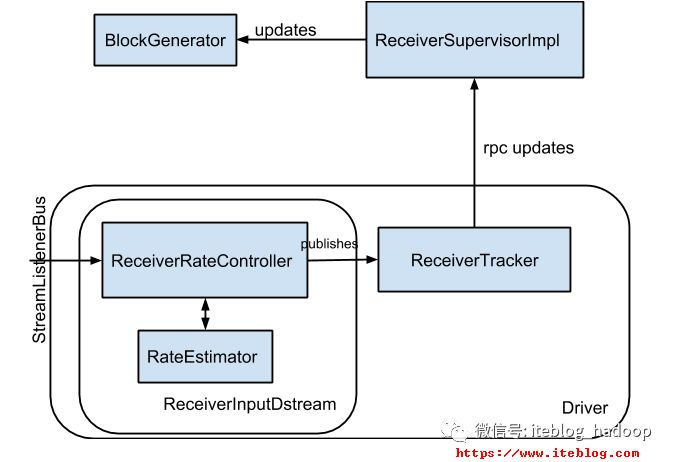 BlockGenerator
updates
ReceiverSupervisorImpl
rpc updates
StreamListenerBus
ReceiverRateController
publishes
ReceiverTracker
RateEstimator
ReceiverInputDstream
Driver
微信号: iteblog_hadoop
https://www.iteblog.com